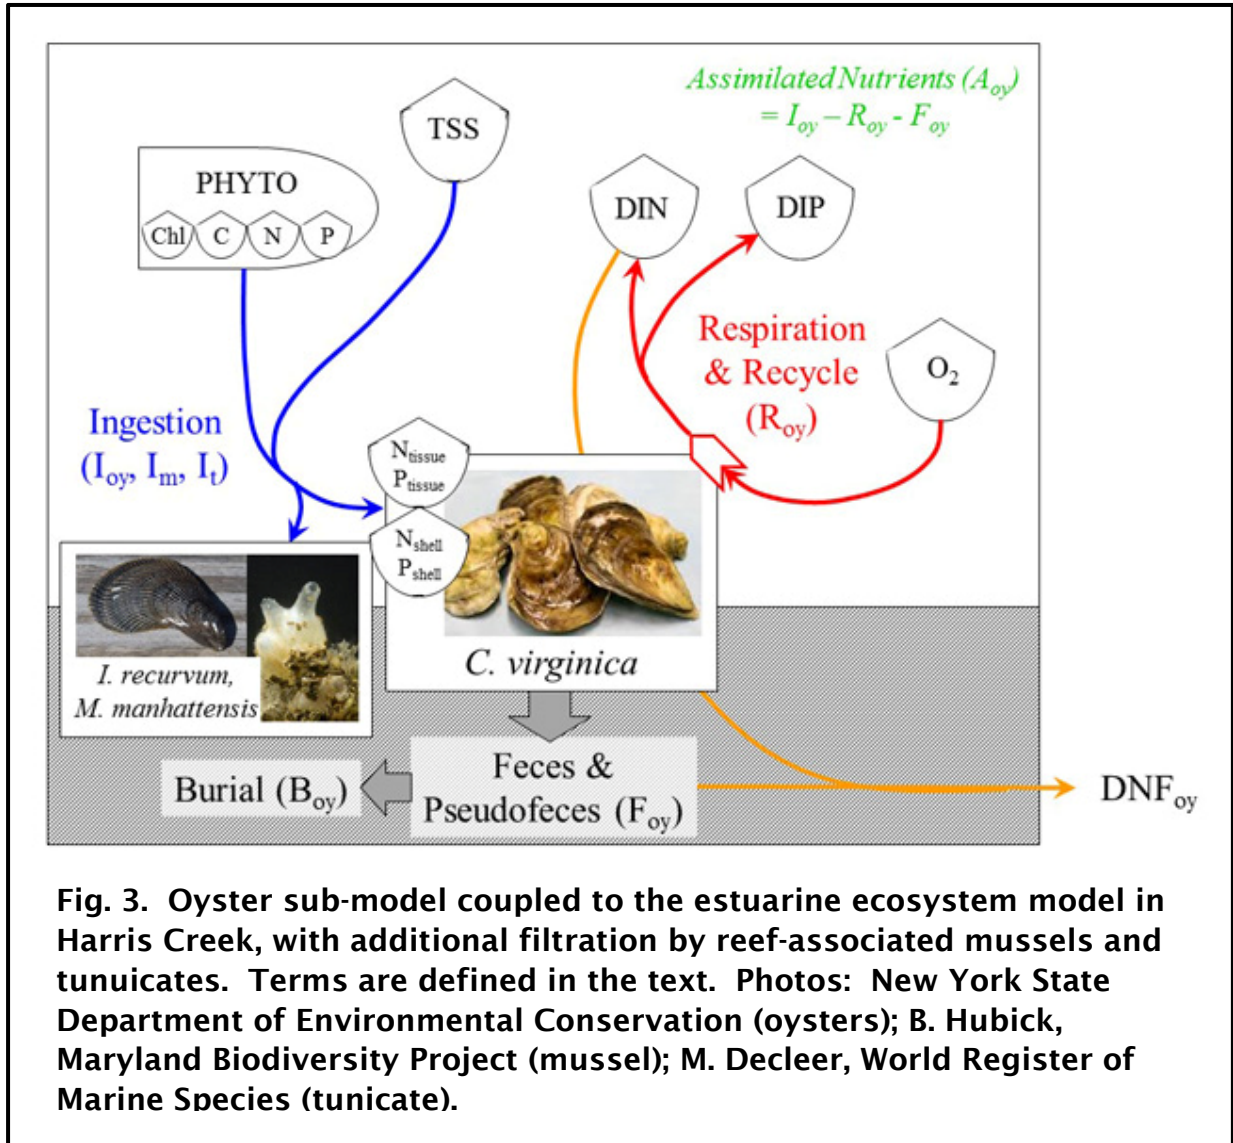 Assimilated Nutrients (Aoy)
= Ioy – Roy - Foy
TSS
PHYTO
Chl C N P
DIN
DIP
Respiration
& Recycle
(Roy)
O2
Ingestion
(Ioy, Im, It)
Ntissue
Ptissue
Nshell
Pshell
I. recurvum,
M. manhattensis
C. virginica
Feces &
Pseudofeces (Foy)
Burial (Boy)
DNFoy
Fig. 3. Oyster sub-model coupled to the estuarine ecosystem model in
Harris Creek, with additional filtration by reef-associated mussels and
tunuicates. Terms are defined in the text. Photos: New York State
Department of Environmental Conservation (oysters); B. Hubick,
Maryland Biodiversity Project (mussel); M. Decleer, World Register of
Marine Species (tunicate).